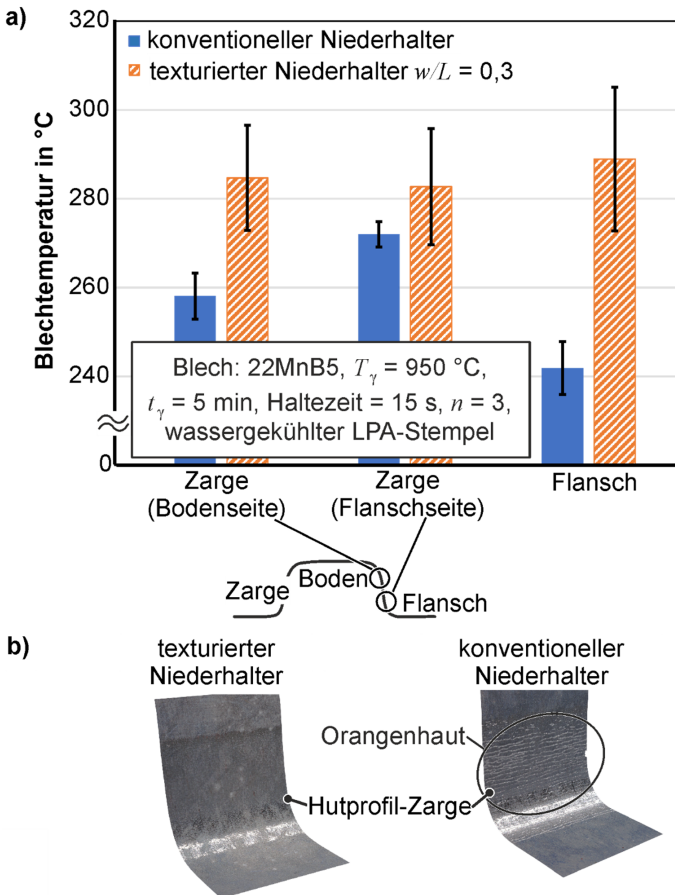 a)
320
300
280
260
240
0
Blechtemperatur in °C
konventioneller Niederhalter
texturierter Niederhalter w/L = 0,3
Blech: 22MnB5, Tγ = 950 °C,
tγ = 5 min, Haltezeit = 15 s, n = 3,
wassergekühlter LPA-Stempel
Zarge
(Bodenseite)
Zarge
(Flanschseite)
Flansch
Boden
Zarge
Flansch
b)
texturierter
Niederhalter
konventioneller
Niederhalter
Orangenhaut
Hutprofil-Zarge